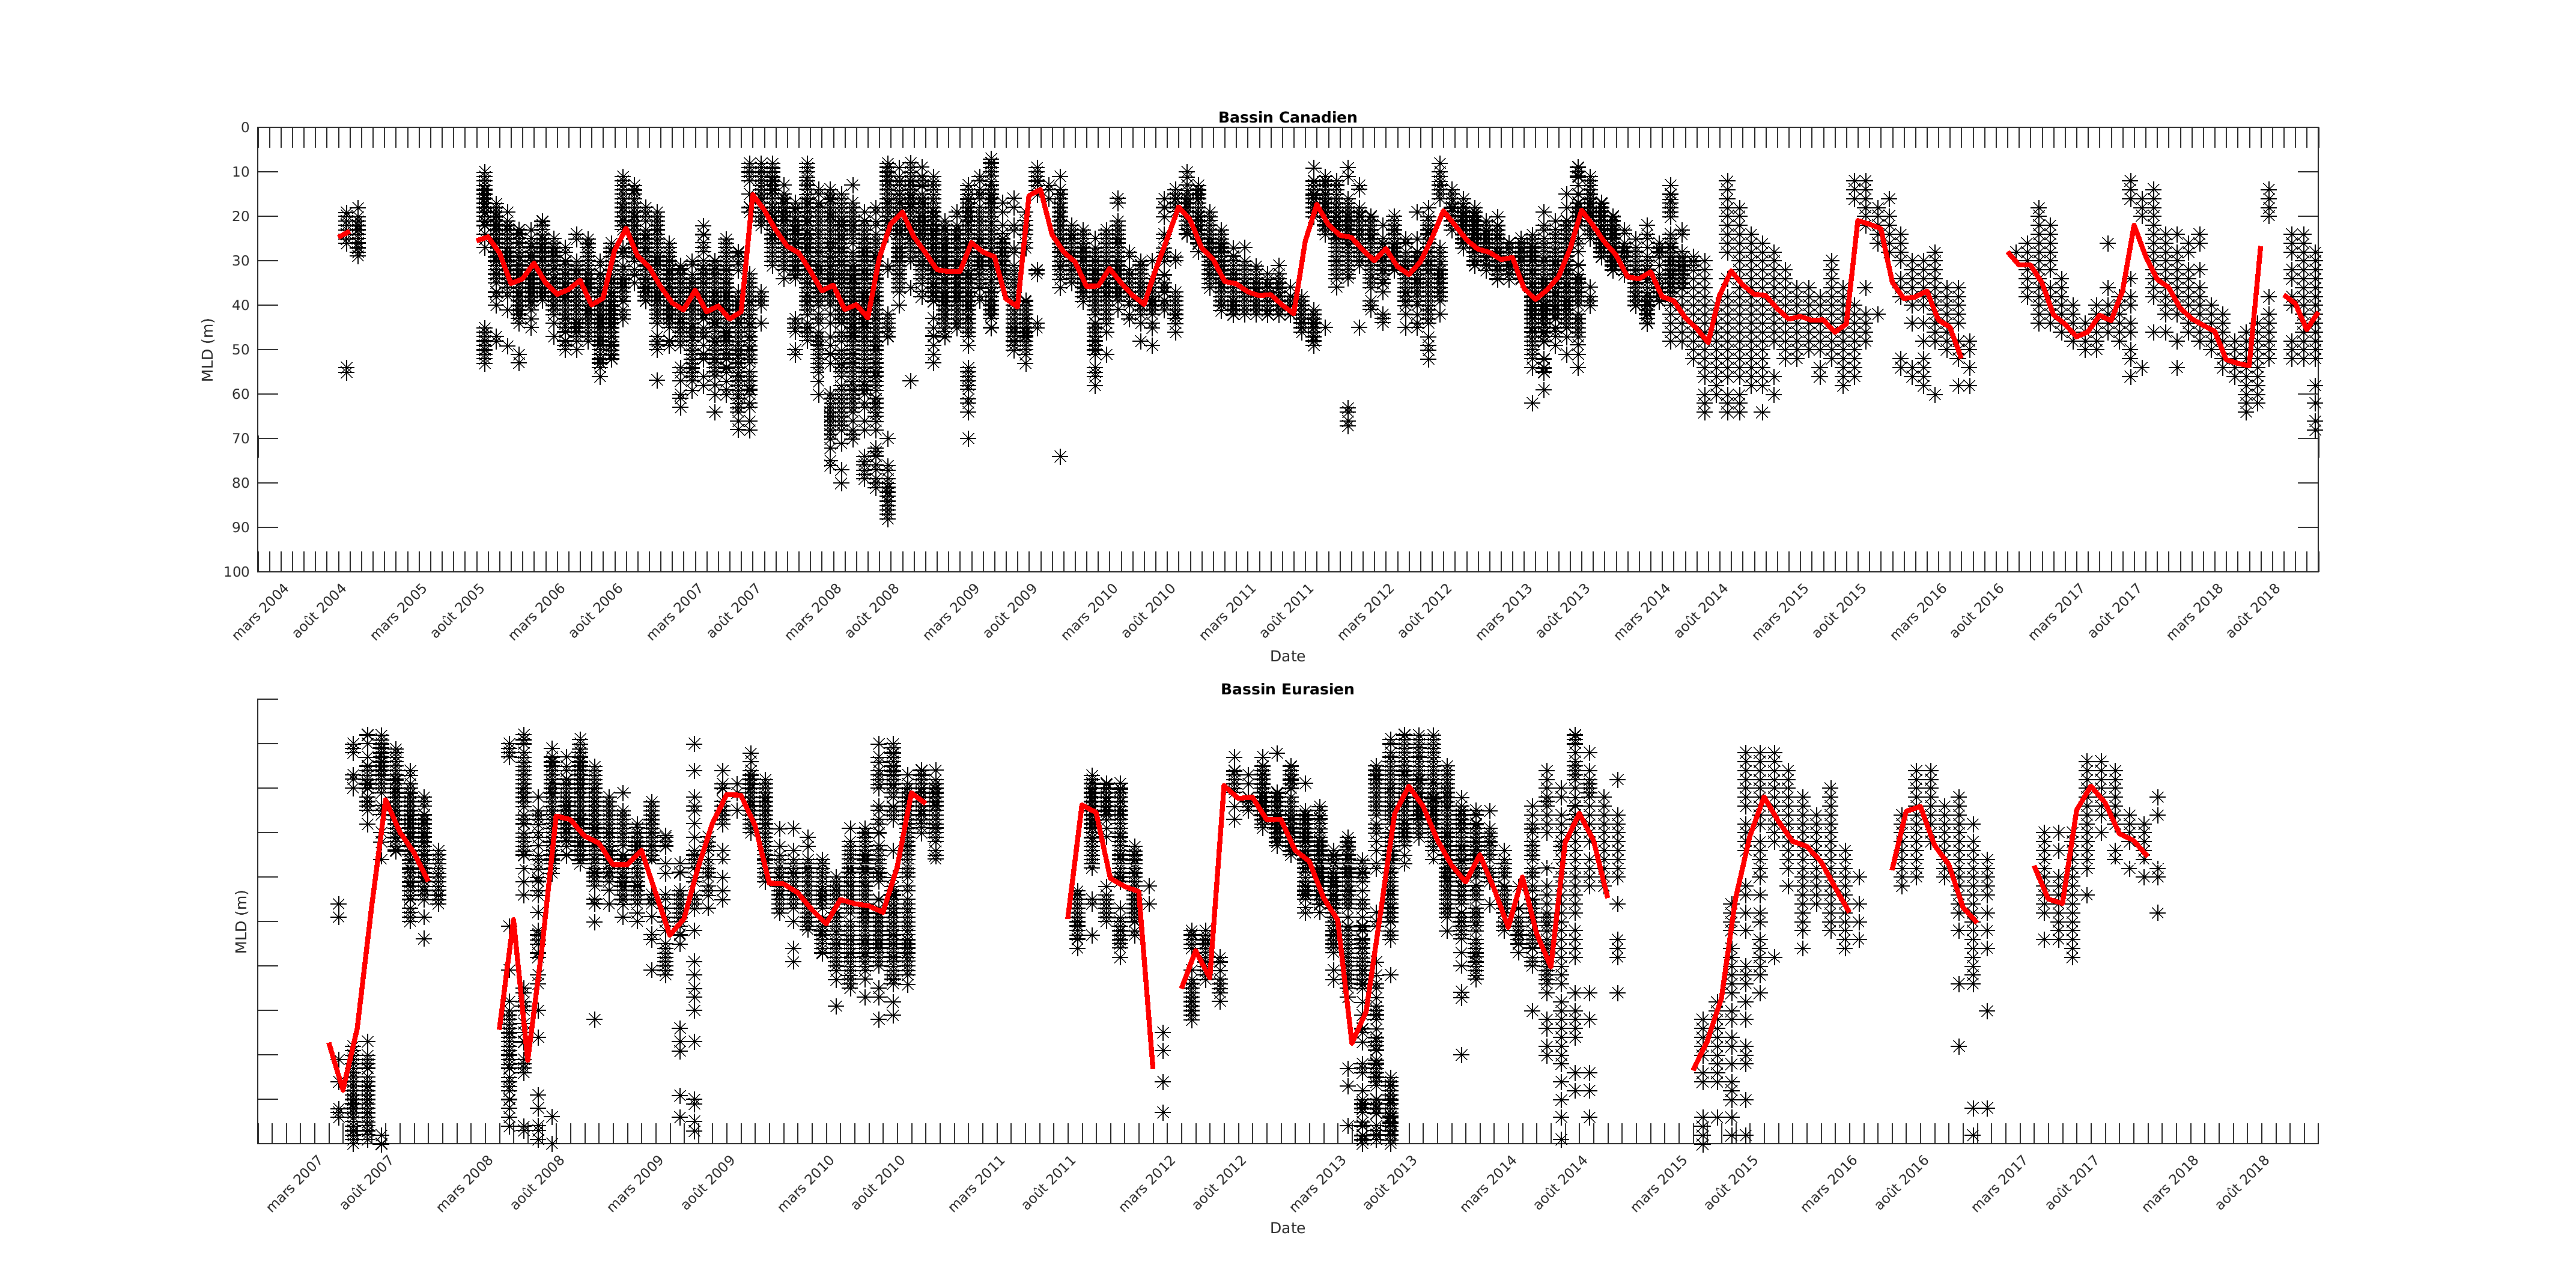 Bassin Canadien
0
10
20
30
40
50
60
70
80
90
100
MLD (m)
mars 2004
août 2004
mars 2005
août 2005
mars 2006
août 2006
mars 2007
août 2007
mars 2008
août 2008
mars 2009
août 2009
mars 2010
août 2010
mars 2011
août 2011
mars 2012
août 2012
mars 2013
août 2013
mars 2014
août 2014
mars 2015
août 2015
mars 2016
août 2016
mars 2017
août 2017
mars 2018
août 2018
Date
Bassin Eurasien
MLD (m)
mars 2007
août 2007
mars 2008
août 2008
mars 2009
août 2009
mars 2010
août 2010
mars 2011
août 2011
mars 2012
août 2012
mars 2013
août 2013
mars 2014
août 2014
mars 2015
août 2015
mars 2016
août 2016
mars 2017
août 2017
mars 2018
août 2018
Date